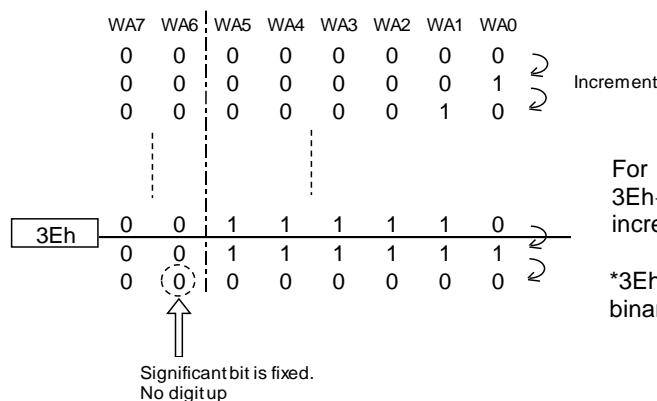 WA7 WA6 WA5 WA4 WA3 WA2 WA1 WA0
0 0 0 0 0 0 0 0
0 0 0 0 0 0 0 1
0 0 0 0 0 0 1 0
Increment
For
3Eh-
incre
3Eh 0 0 1 1 1 1 1 0
0 0 1 1 1 1 1 1
0 0 0 0 0 0 0 0
*3Eh
binar
Significant bit is fixed.
No digit up